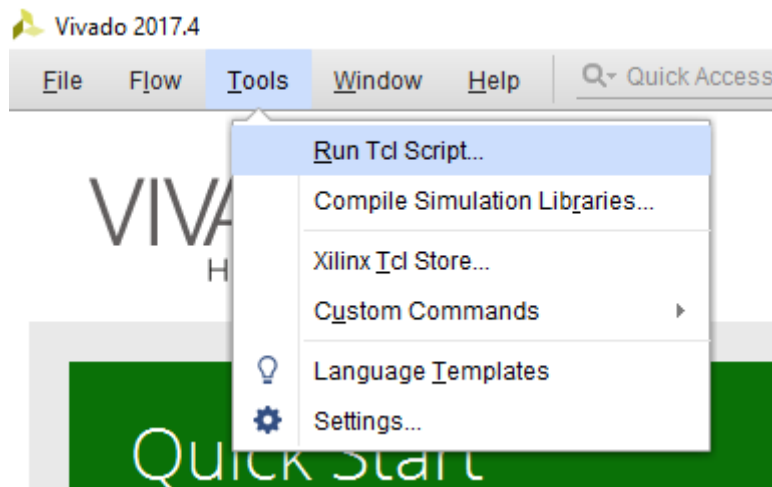 Vivado 2017.4
File Flow Tools Window Help Quick Access
Run Tcl Script...
Compile Simulation Libraries...
Xilinx Tcl Store...
Custom Commands
Language Templates
Settings...
Quick Start